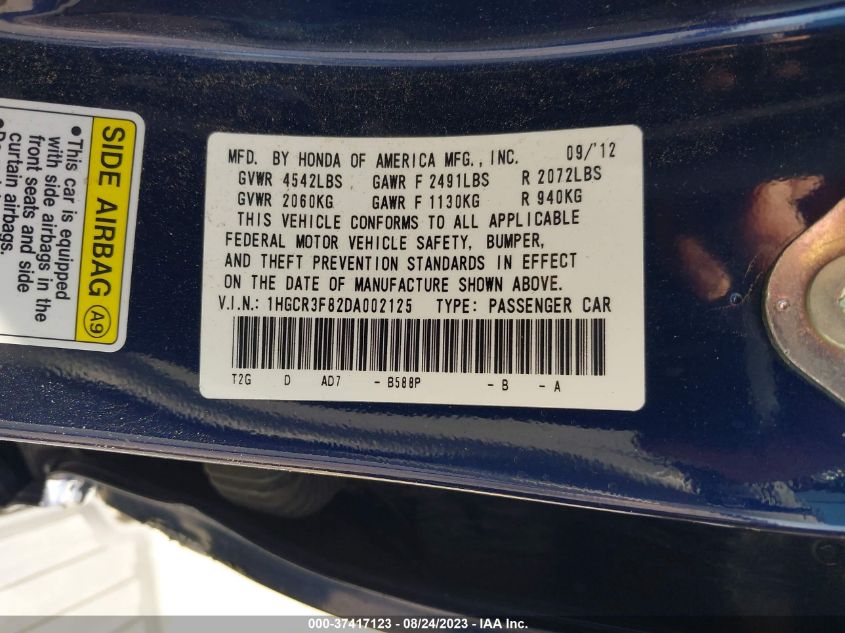 SIDE AIRBAG A9
•This car is equipped
with side airbags in the
front seats and side
curtain airbags.
MFD. BY HONDA OF AMERICA MFG., INC. 09/'12
GVWR 4542LBS GAWR F 2491LBS R 2072LBS
GVWR 2060KG GAWR F 1130KG R 940KG
THIS VEHICLE CONFORMS TO ALL APPLICABLE
FEDERAL MOTOR VEHICLE SAFETY, BUMPER,
AND THEFT PREVENTION STANDARDS IN EFFECT
ON THE DATE OF MANUFACTURE SHOWN ABOVE.
V.I.N.: 1HGCR3F82DA002125 TYPE: PASSENGER CAR
T2G D AD7 - B588P - B - A
000-37417123 - 08/24/2023 - IAA Inc.